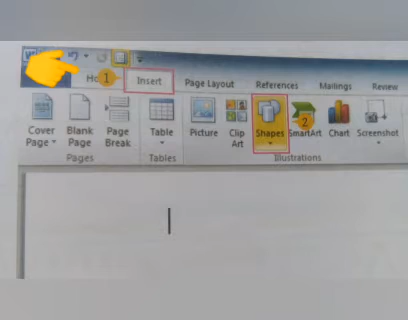 1 Insert Page Layout References Mailings Review
Cover Blank Page Table Picture Clip Shapes 2 SmartArt Chart Screenshot
Page Page Break Art
Pages Tables Illustrations